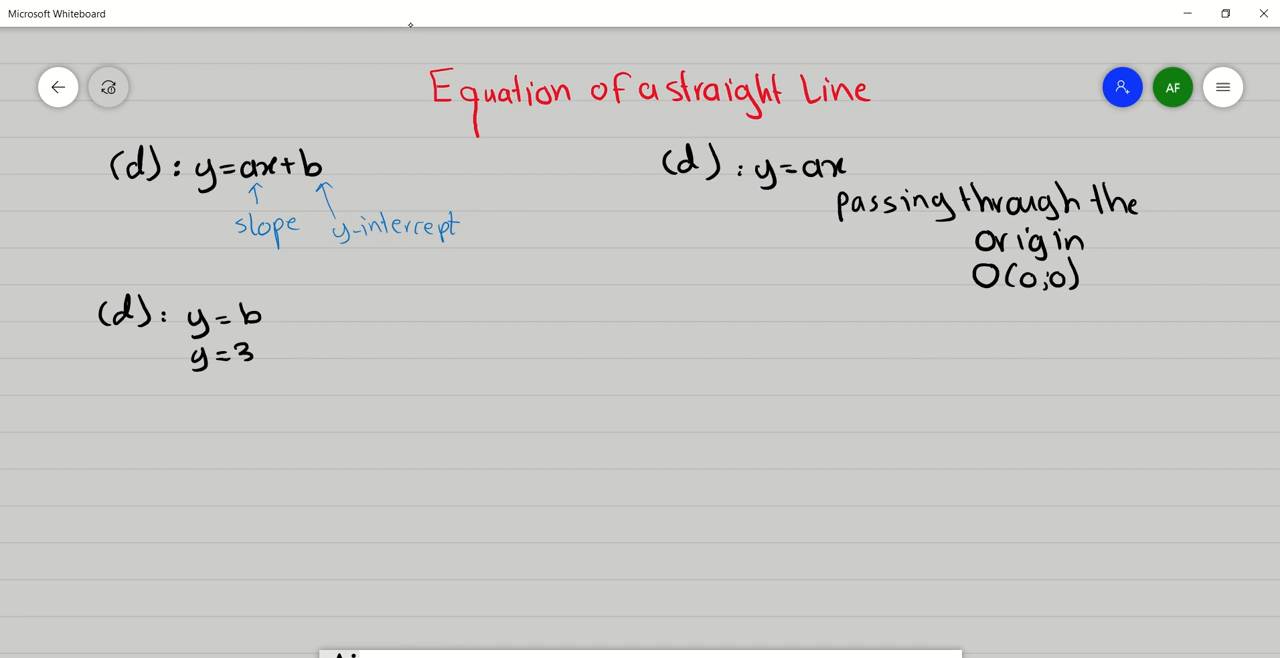 Microsoft Whiteboard
AF
Equation of a straight Line
(d) : y=ax+b
slope
y-intercept
(d) : y=ax
passing through the
origin
O(0;0)
(d) : y=b
y=3